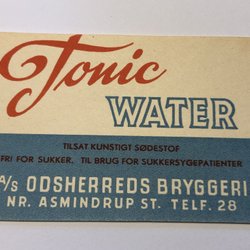 Tonic
WATER
TILSAT KUNSTIGT SØDESTOF
FRI FOR SUKKER. TIL BRUG FOR SUKKERSYGEPATIENTER
A/S ODSHERREDS BRYGGERI
NR. ASMINDRUP ST. TELF. 28